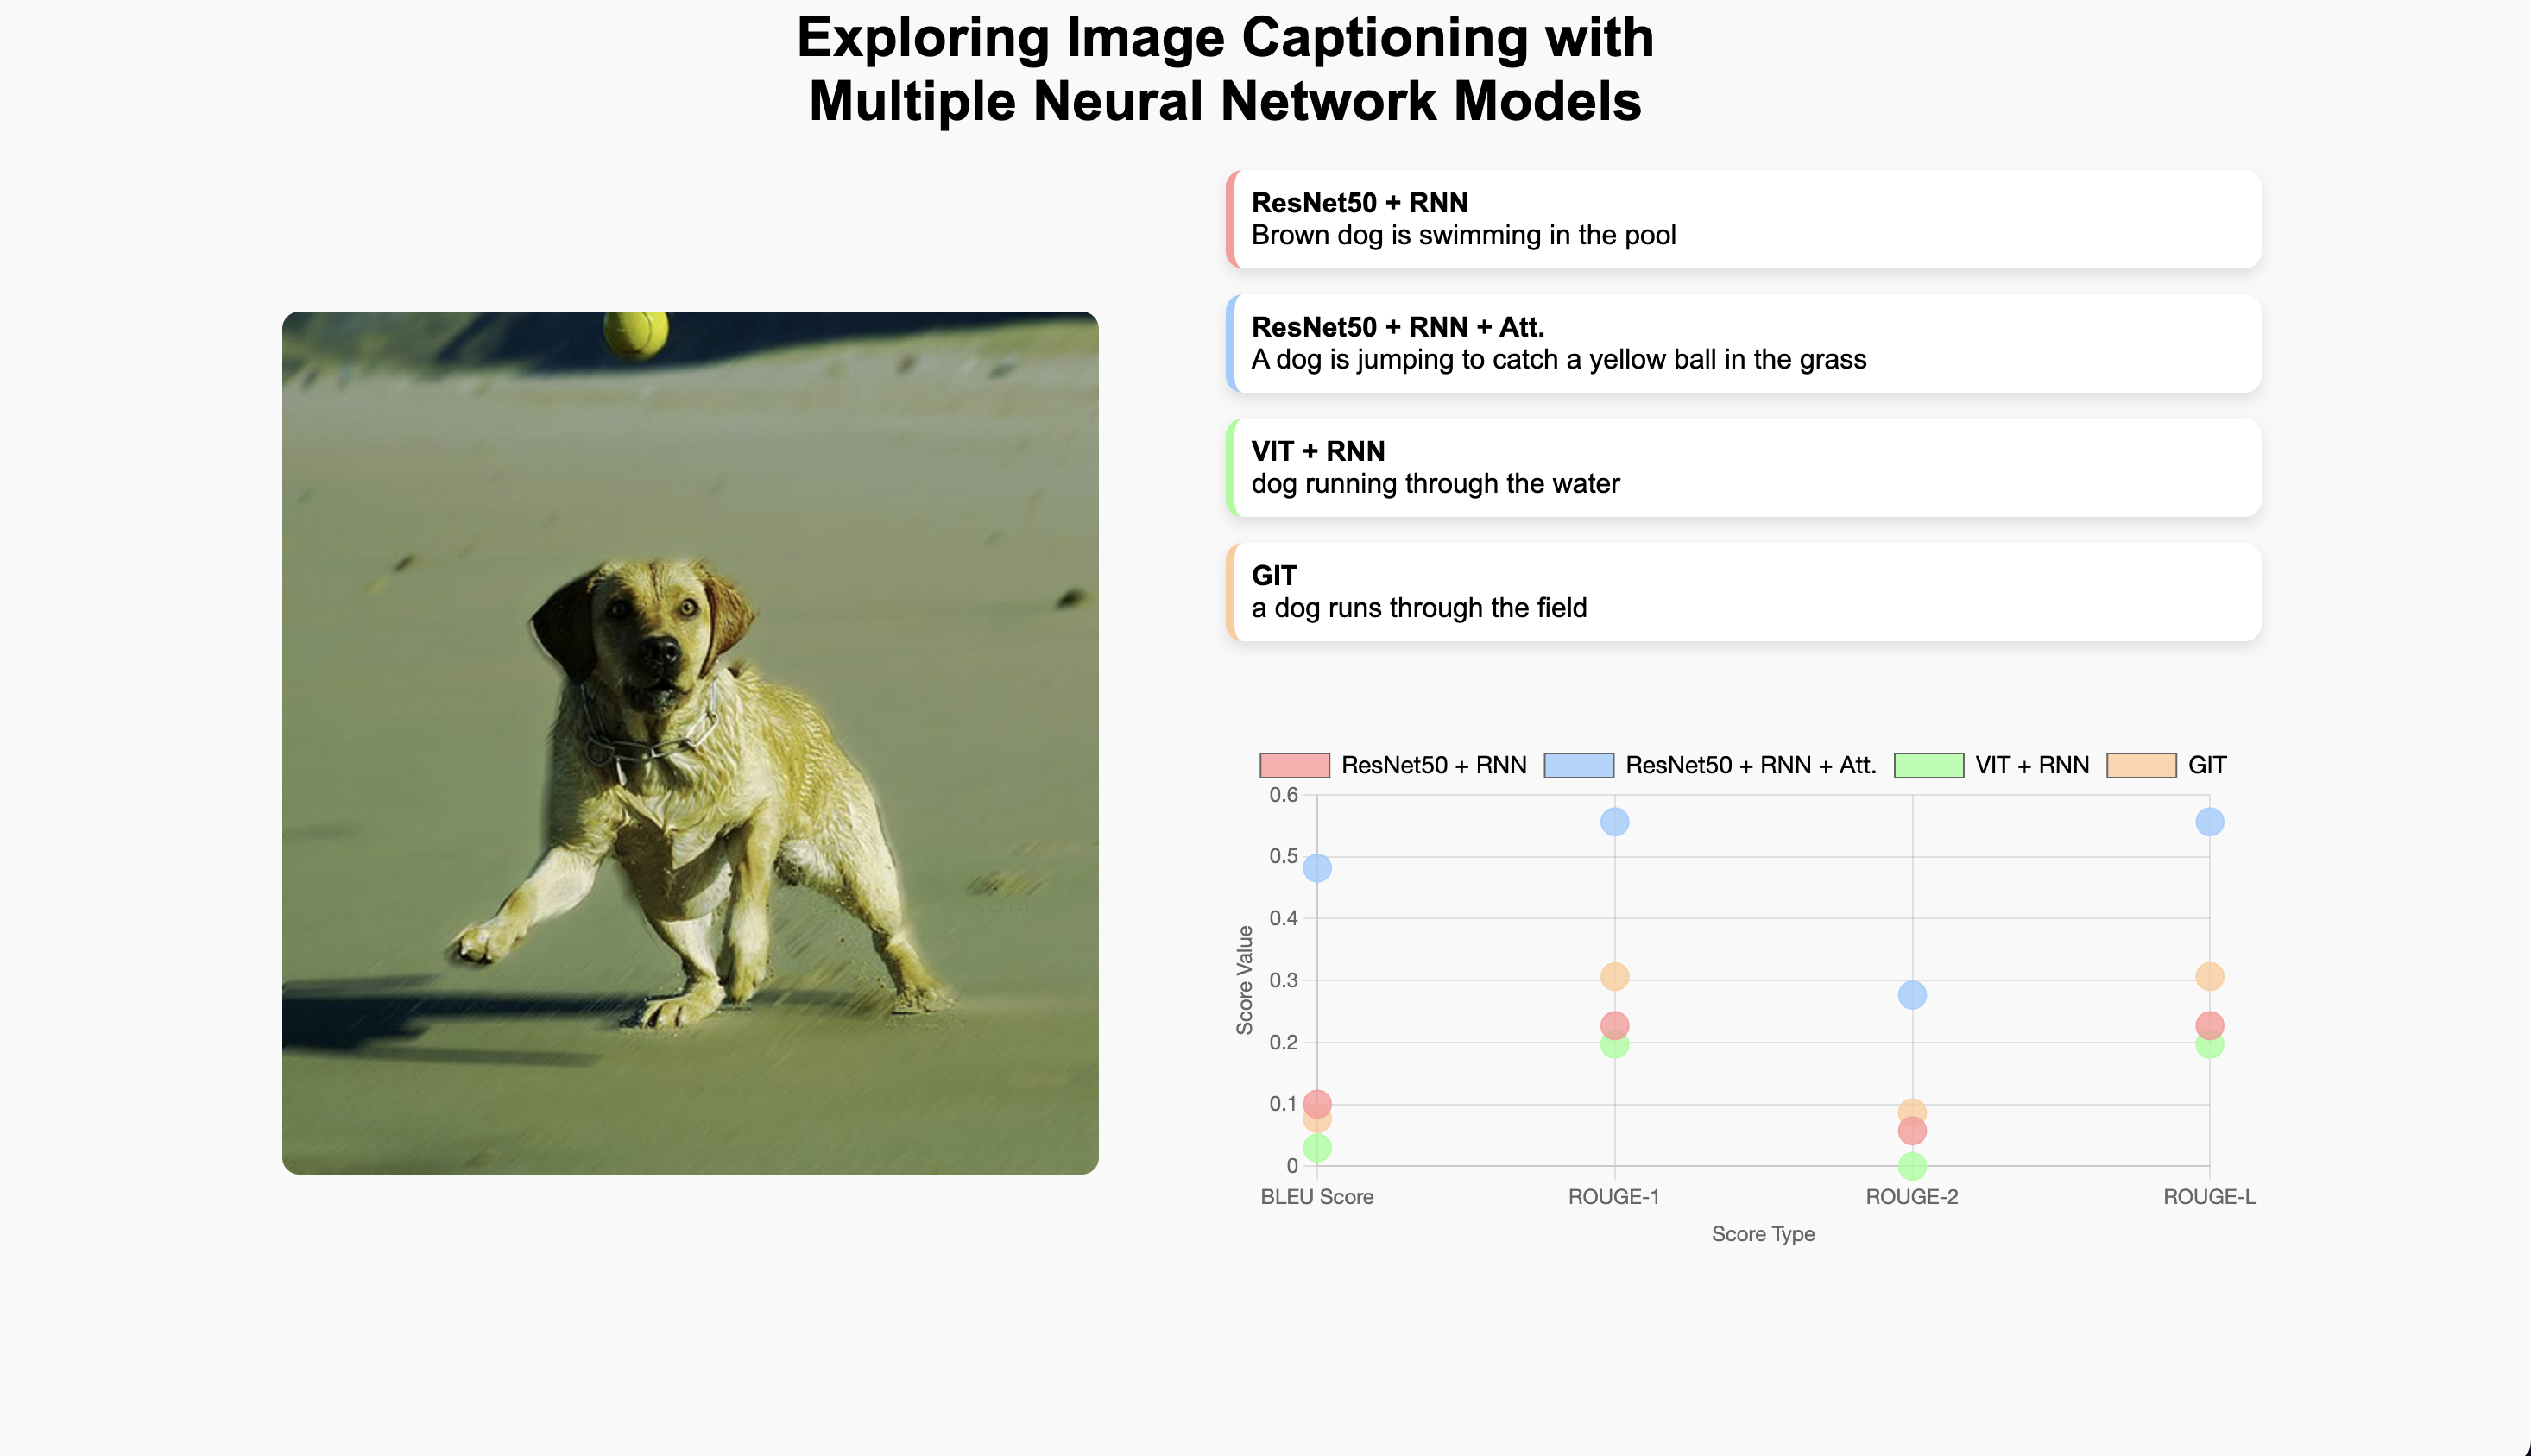 Exploring Image Captioning with
Multiple Neural Network Models
ResNet50 + RNN
Brown dog is swimming in the pool
ResNet50 + RNN + Att.
A dog is jumping to catch a yellow ball in the grass
VIT + RNN
dog running through the water
GIT
a dog runs through the field
ResNet50 + RNN ResNet50 + RNN + Att. VIT + RNN GIT
0.6
0.5
0.4
0.3
0.2
0.1
0
Score Value
BLEU Score ROUGE-1 ROUGE-2 ROUGE-L
Score Type